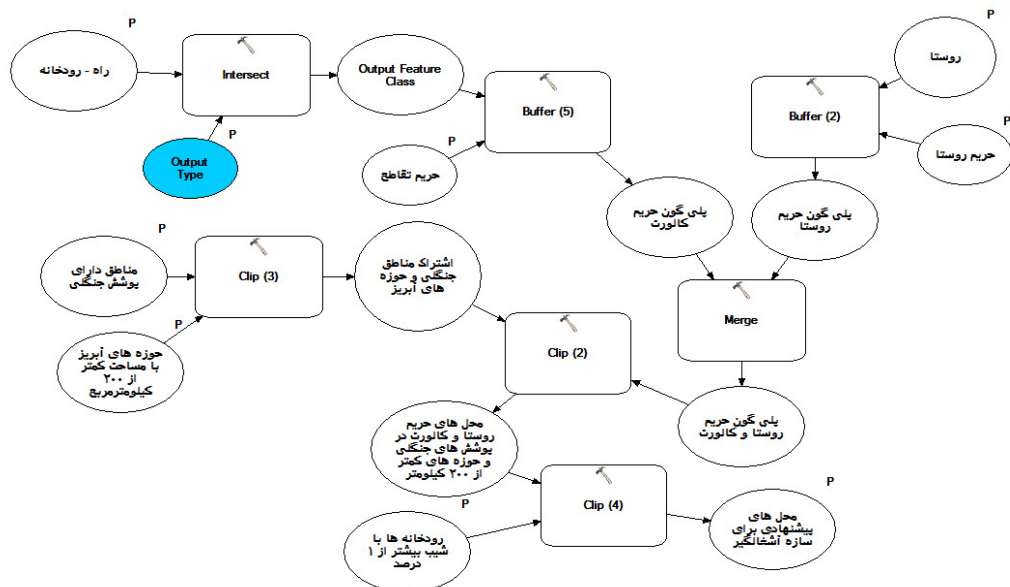 P
راه - رودخانه
Intersect
P
Output
Type
Output Feature
Class
P
حریم تقاطع
Buffer (5)
پلی گون حریم
کالورت
P
روستا
P
حریم روستا
Buffer (2)
پلی گون حریم
روستا
Merge
پلی گون حریم
روستا و کالورت
P
مناطق دارای
پوشش جنگلی
P
حوزه های آبریز
با مساحت کمتر
از ۲۰۰
کیلومترمربع
Clip (3)
اشتراک مناطق
جنگلی و حوزه
های آبریز
Clip (2)
محل های حریم
روستا و کالورت در
پوشش های جنگلی
و حوزه های کمتر
از ۲۰۰ کیلومتر
P
رودخانه ها با
شیب بیشتر از ۱
درصد
Clip (4)
P
محل های
پیشنهادی برای
سازه آشغالگیر